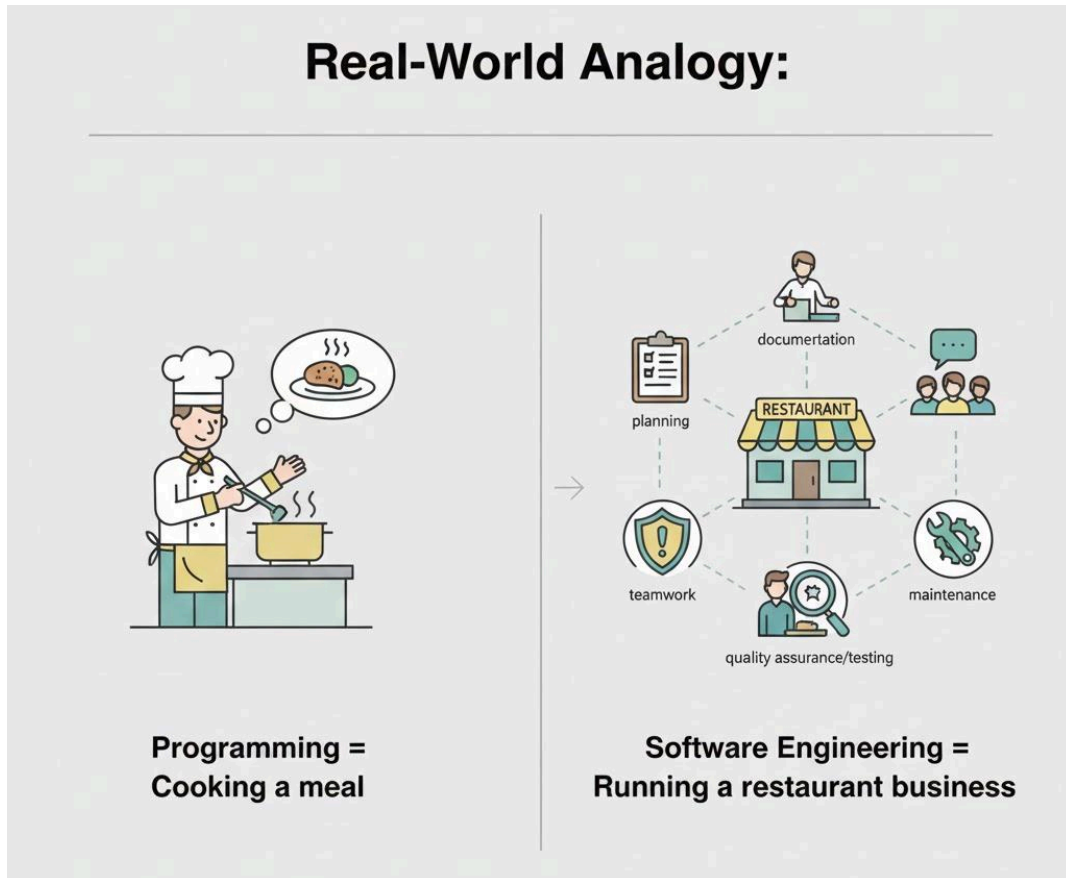 Real-World Analogy:
documertation
planning
RESTAURANT
teamwork
maintenance
quality assurance/testing
Programming =
Cooking a meal
Software Engineering =
Running a restaurant business